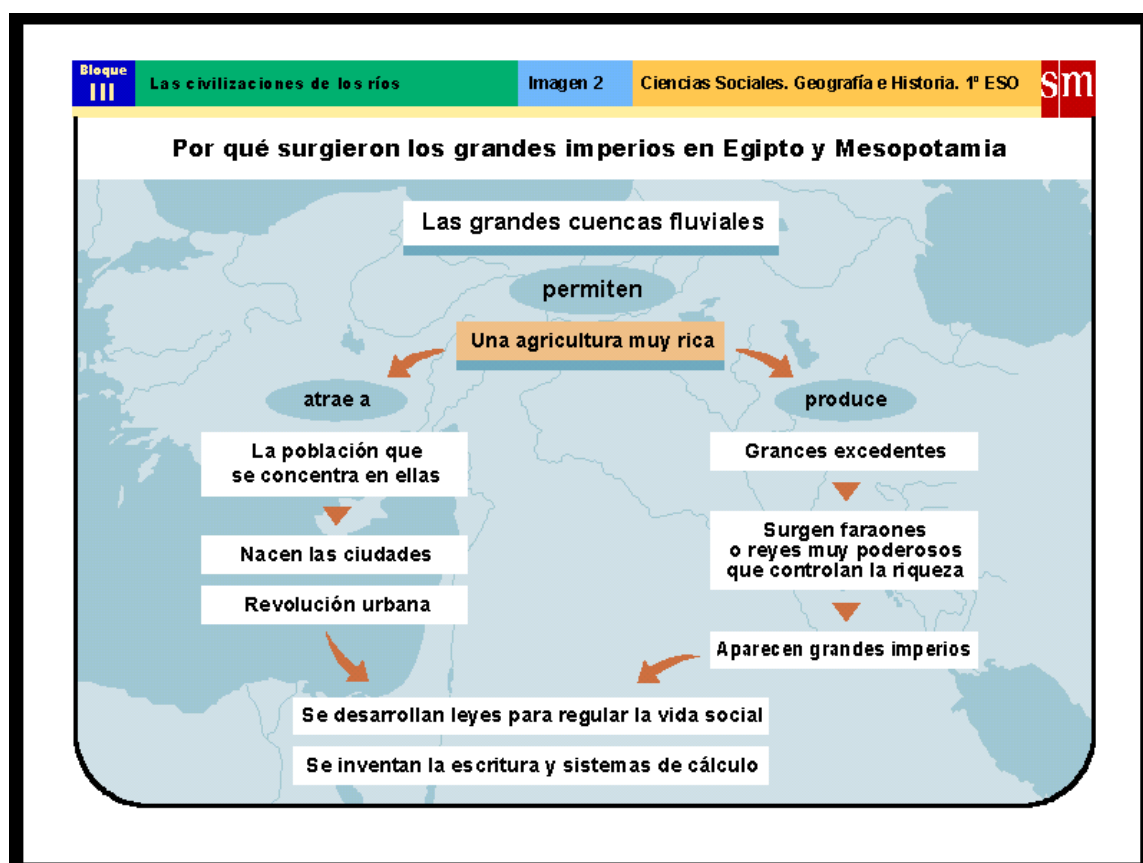 Bloque
III
Las civilizaciones de los ríos
Imagen 2
Ciencias Sociales. Geografía e Historia. 1º ESO
sm
Por qué surgieron los grandes imperios en Egipto y Mesopotamia
Las grandes cuencas fluviales
permiten
Una agricultura muy rica
atrae a
La población que
se concentra en ellas
Nacen las ciudades
Revolución urbana
produce
Grances excedentes
Surgen faraones
o reyes muy poderosos
que controlan la riqueza
Aparecen grandes imperios
Se desarrollan leyes para regular la vida social
Se inventan la escritura y sistemas de cálculo